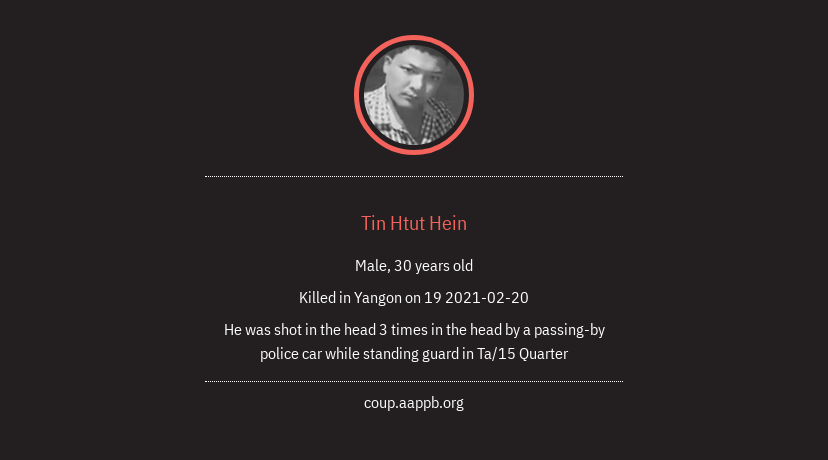 Tin Htut Hein
Male, 30 years old
Killed in Yangon on 19 2021-02-20
He was shot in the head 3 times in the head by a passing-by
police car while standing guard in Ta/15 Quarter
coup.aappb.org